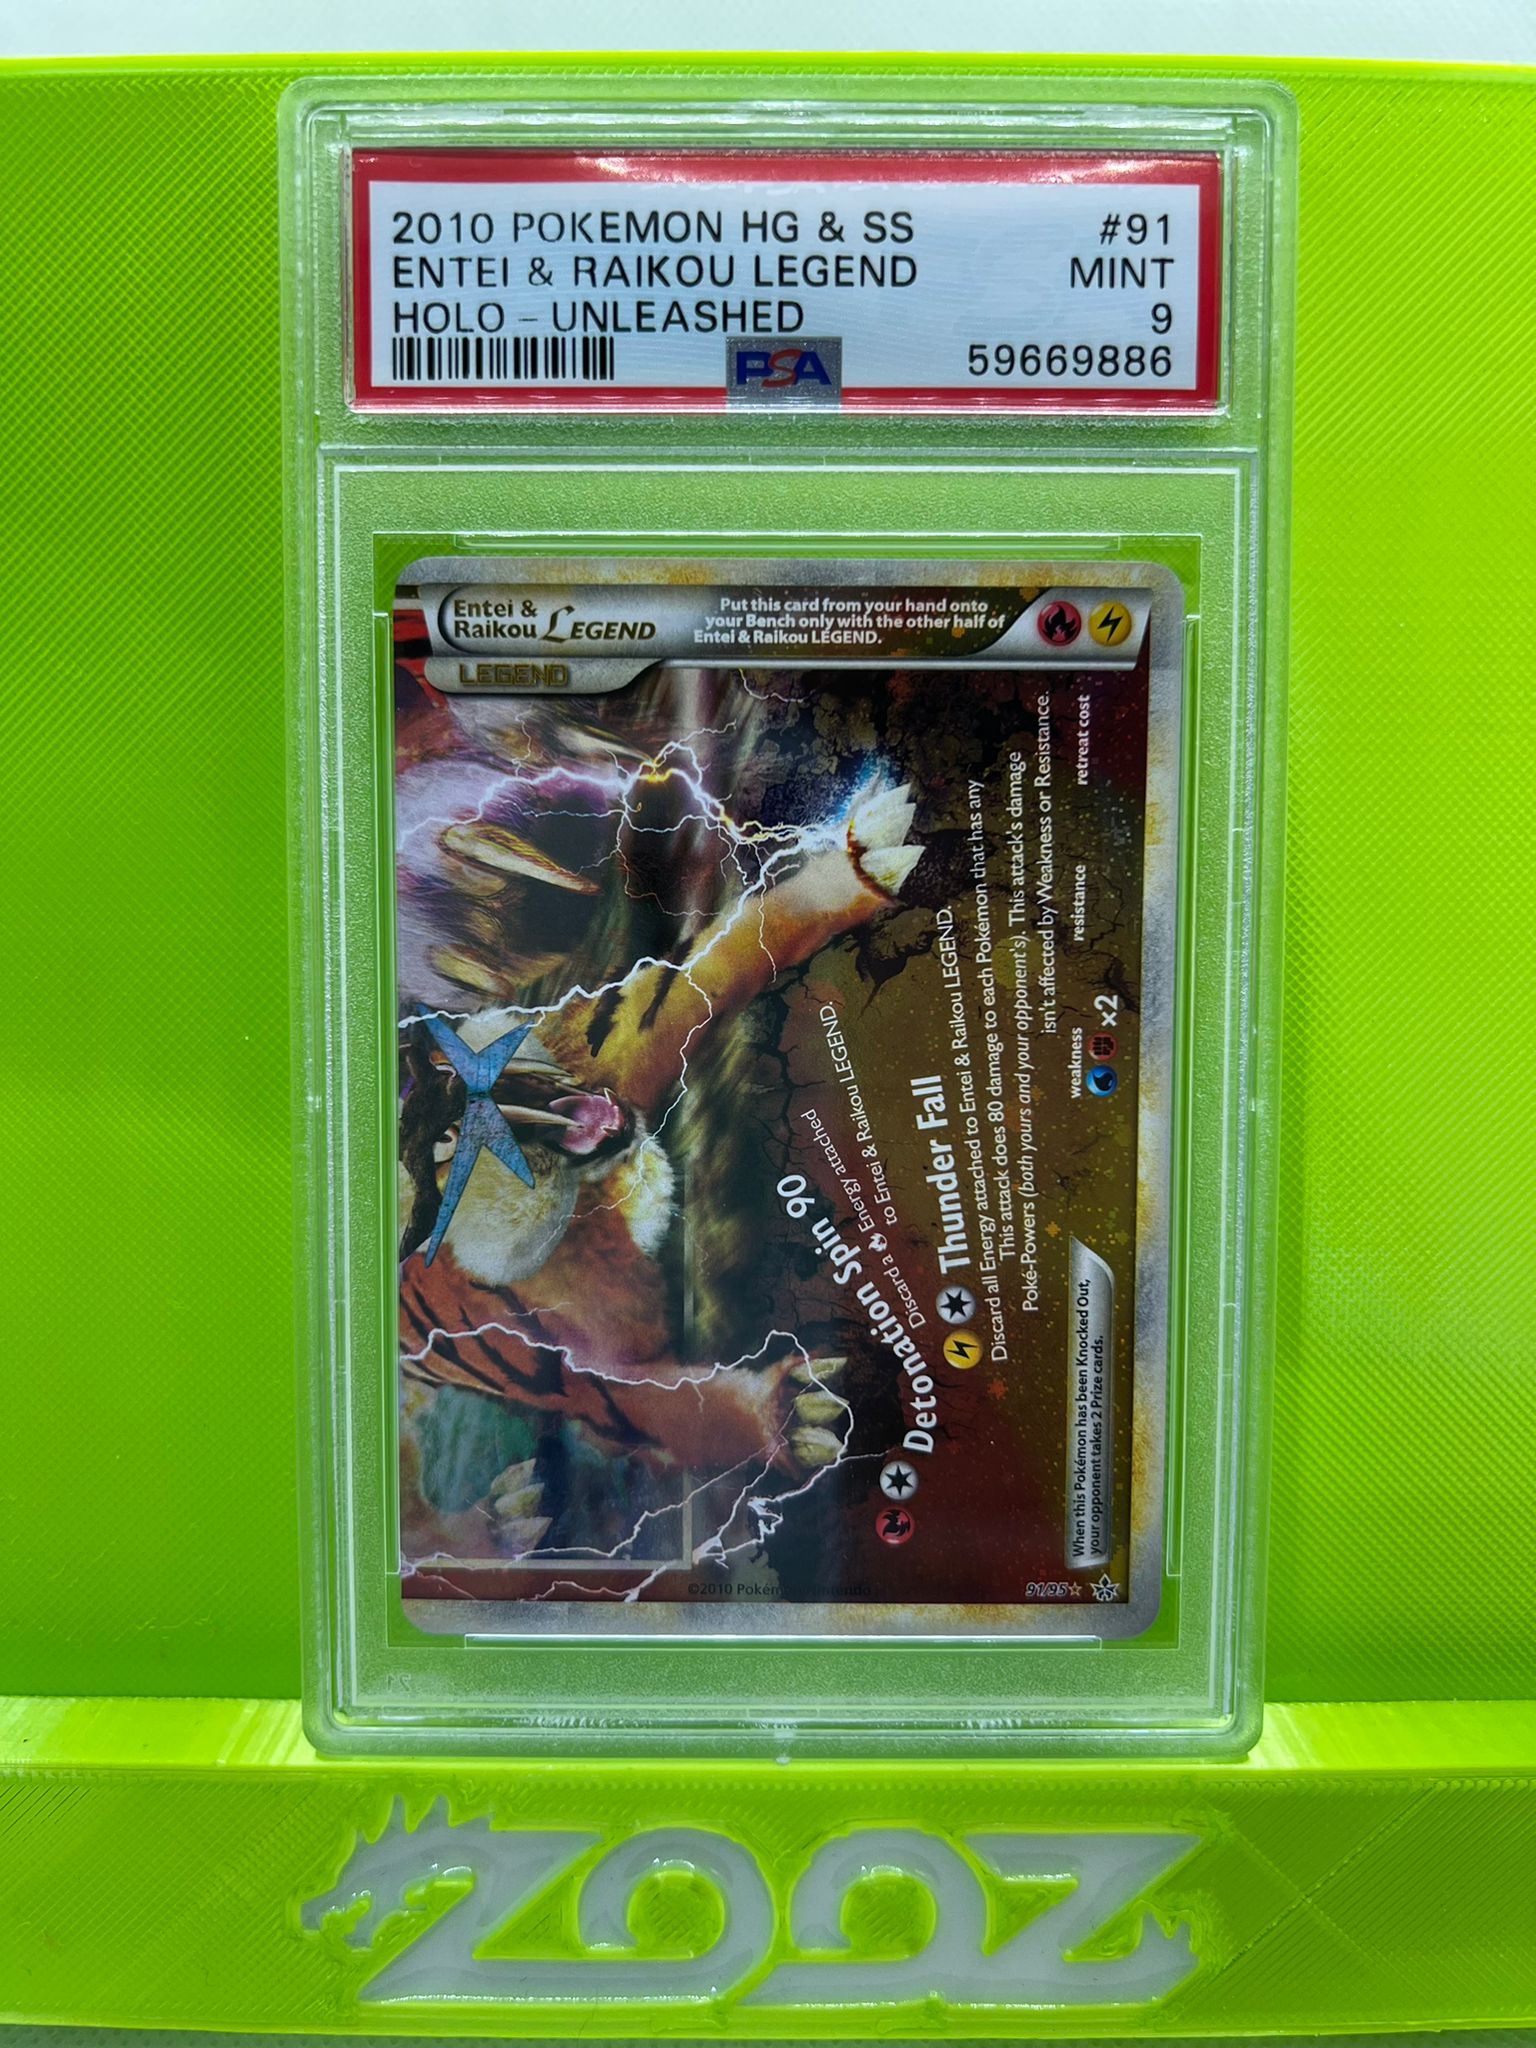 2010 POKEMON HG & SS #91
ENTEI & RAIKOU LEGEND MINT
HOLO - UNLEASHED 9
PSA 59669886
Entei &
Raikou LEGEND
LEGEND
Put this card from your hand onto
your Bench only with the other half of
Entei & Raikou LEGEND.
Detonation Spin 90
Discard a Energy attached
to Entei & Raikou LEGEND.
Thunder Fall
Discard all Energy attached to Entei & Raikou LEGEND.
This attack does 80 damage to each Pokémon that has any
Poké-Powers (both yours and your opponent's). This attack's damage
isn't affected by Weakness or Resistance.
weakness resistance retreat cost
×2
When this Pokémon has been Knocked Out,
your opponent takes 2 Prize cards.
©2010 Pokémon/Nintendo
91/95
ZOOZ